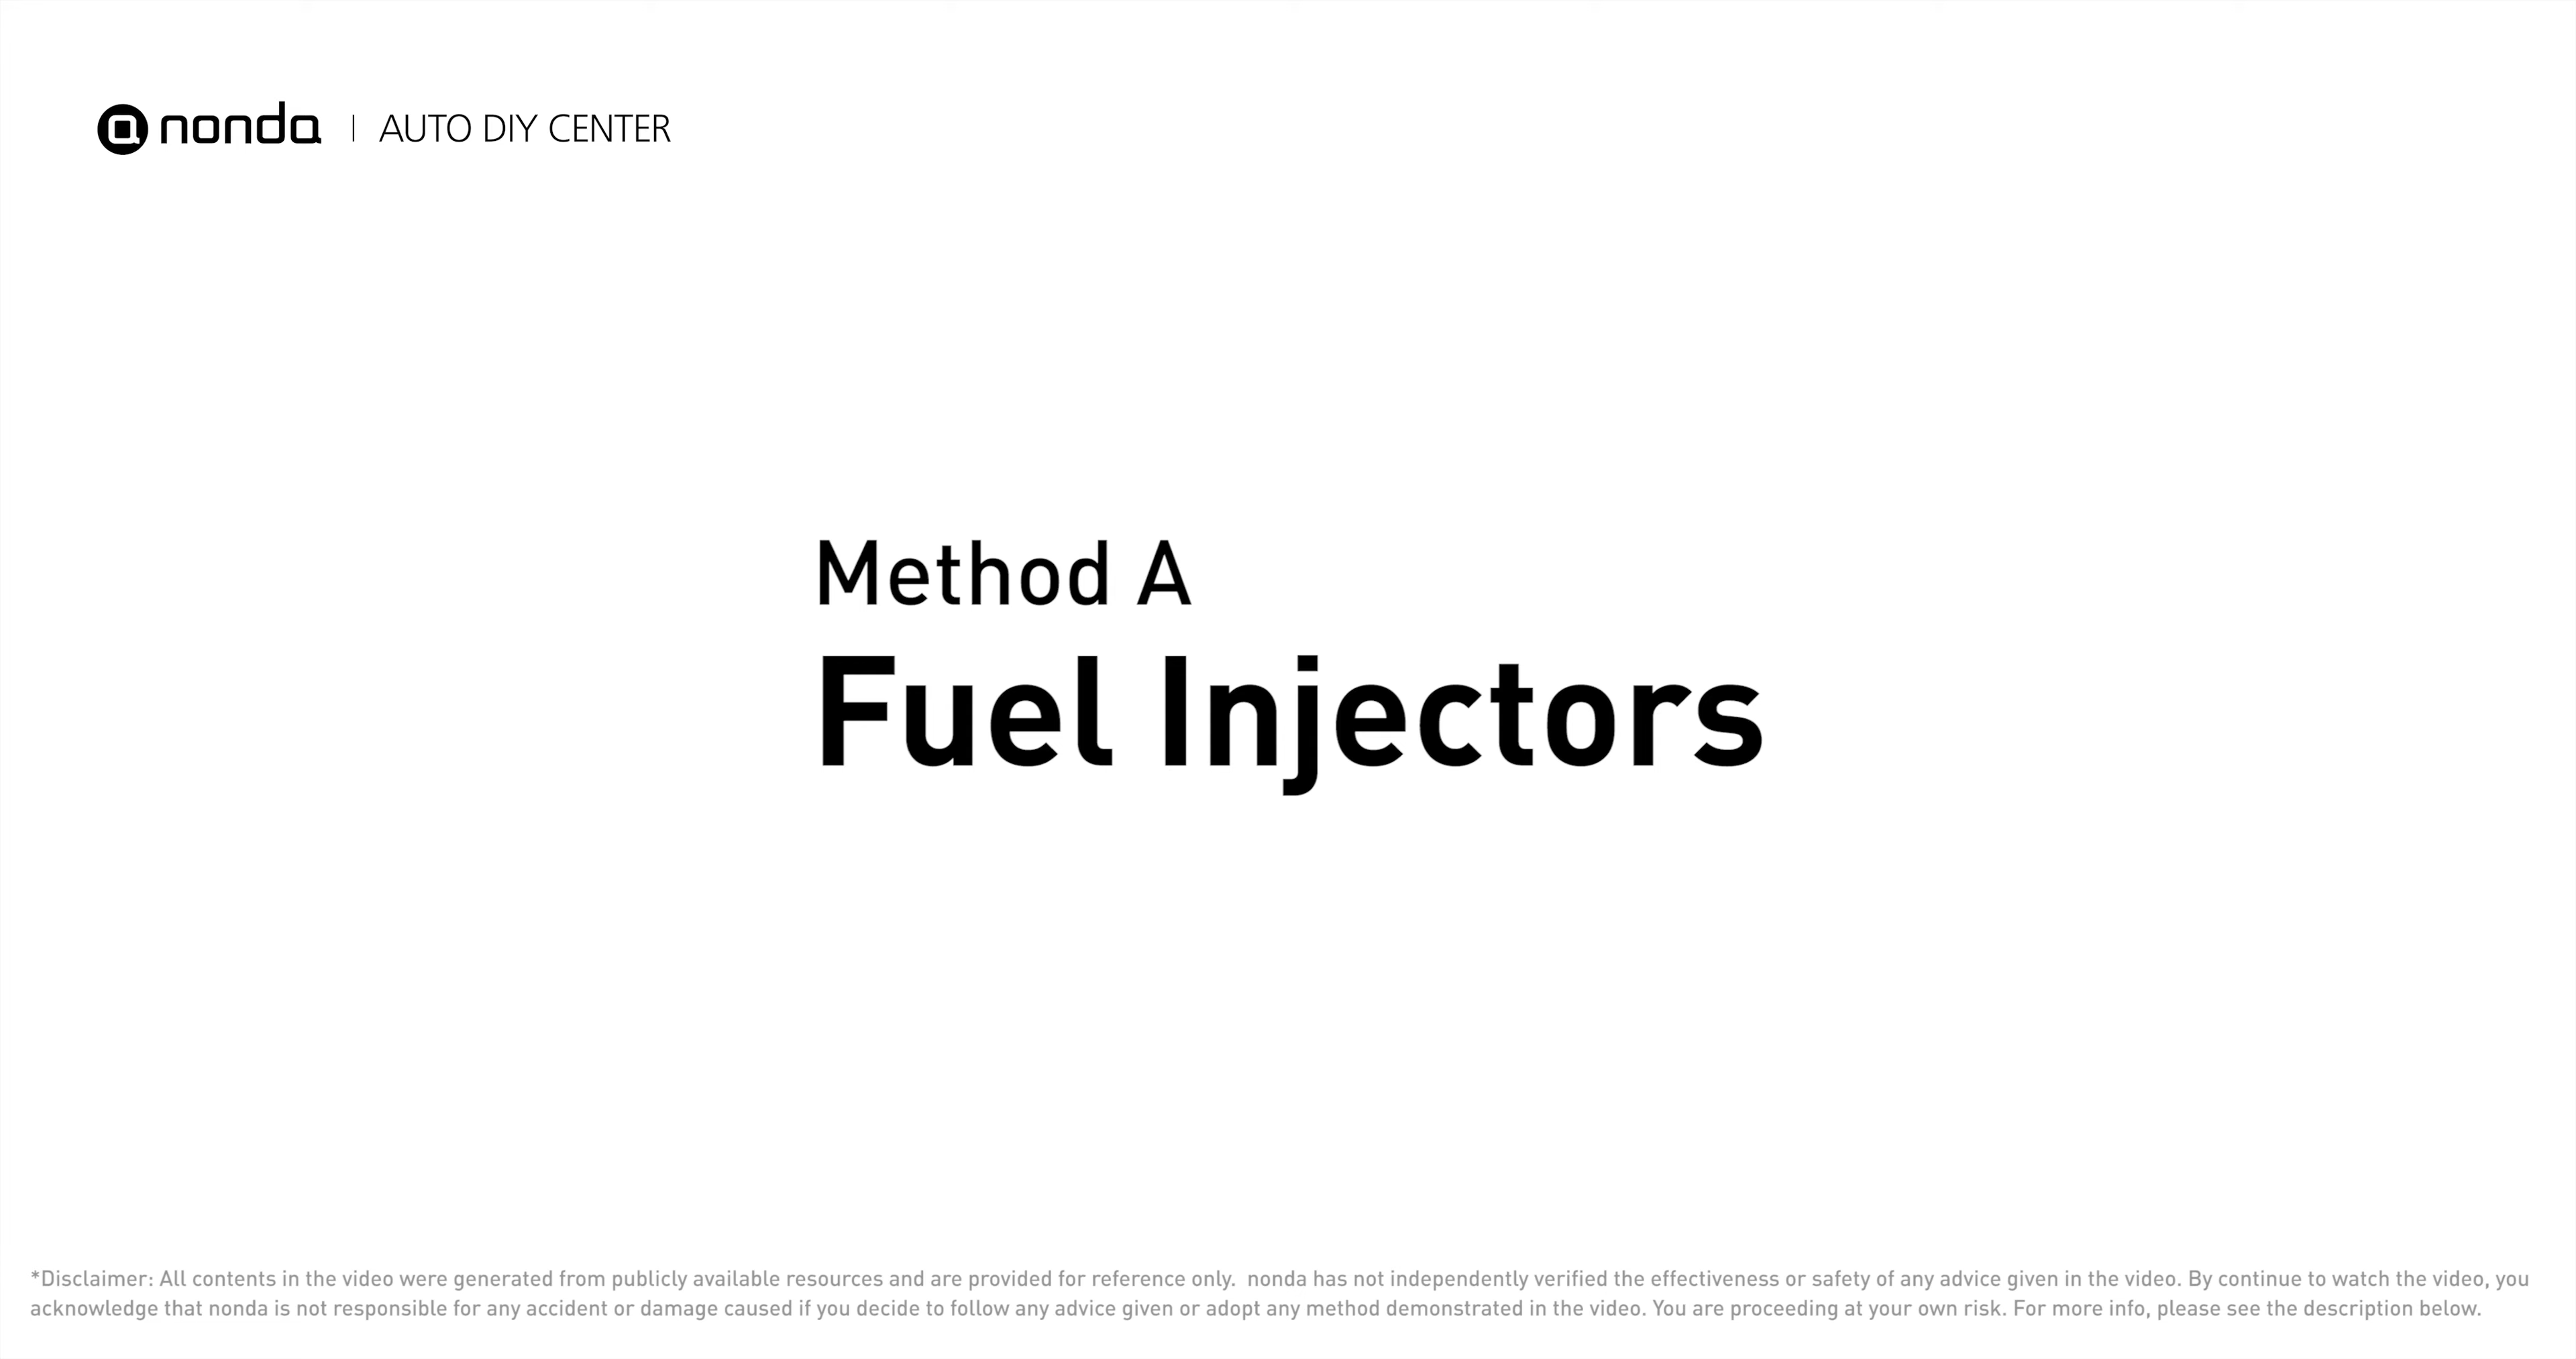 nonda | AUTO DIY CENTER
Method A
Fuel Injectors
*Disclaimer: All contents in the video were generated from publicly available resources and are provided for reference only.  nonda has not independently verified the effectiveness or safety of any advice given in the video. By continue to watch the video, you
acknowledge that nonda is not responsible for any accident or damage caused if you decide to follow any advice given or adopt any method demonstrated in the video. You are proceeding at your own risk. For more info, please see the description below.